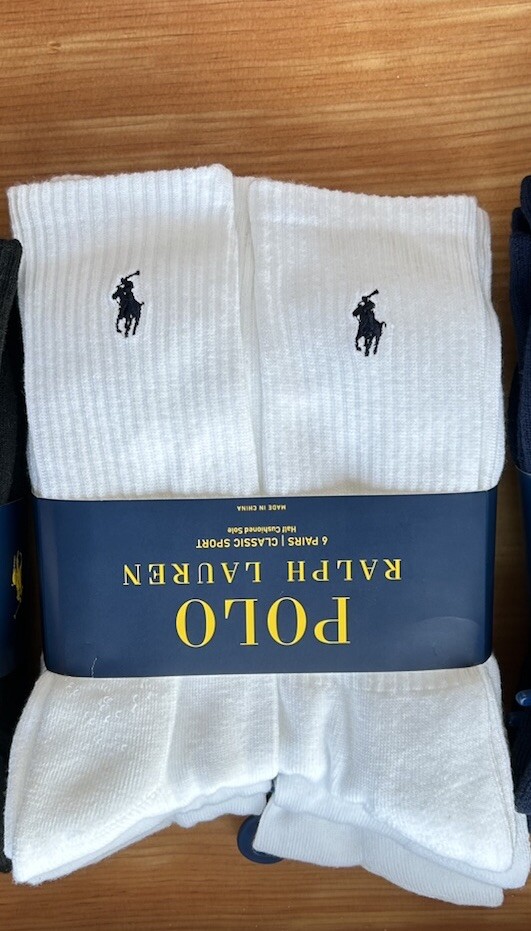 POLO
RALPH LAUREN
6 PAIRS | CLASSIC SPORT
Half Cushioned Sole
MADE IN CHINA